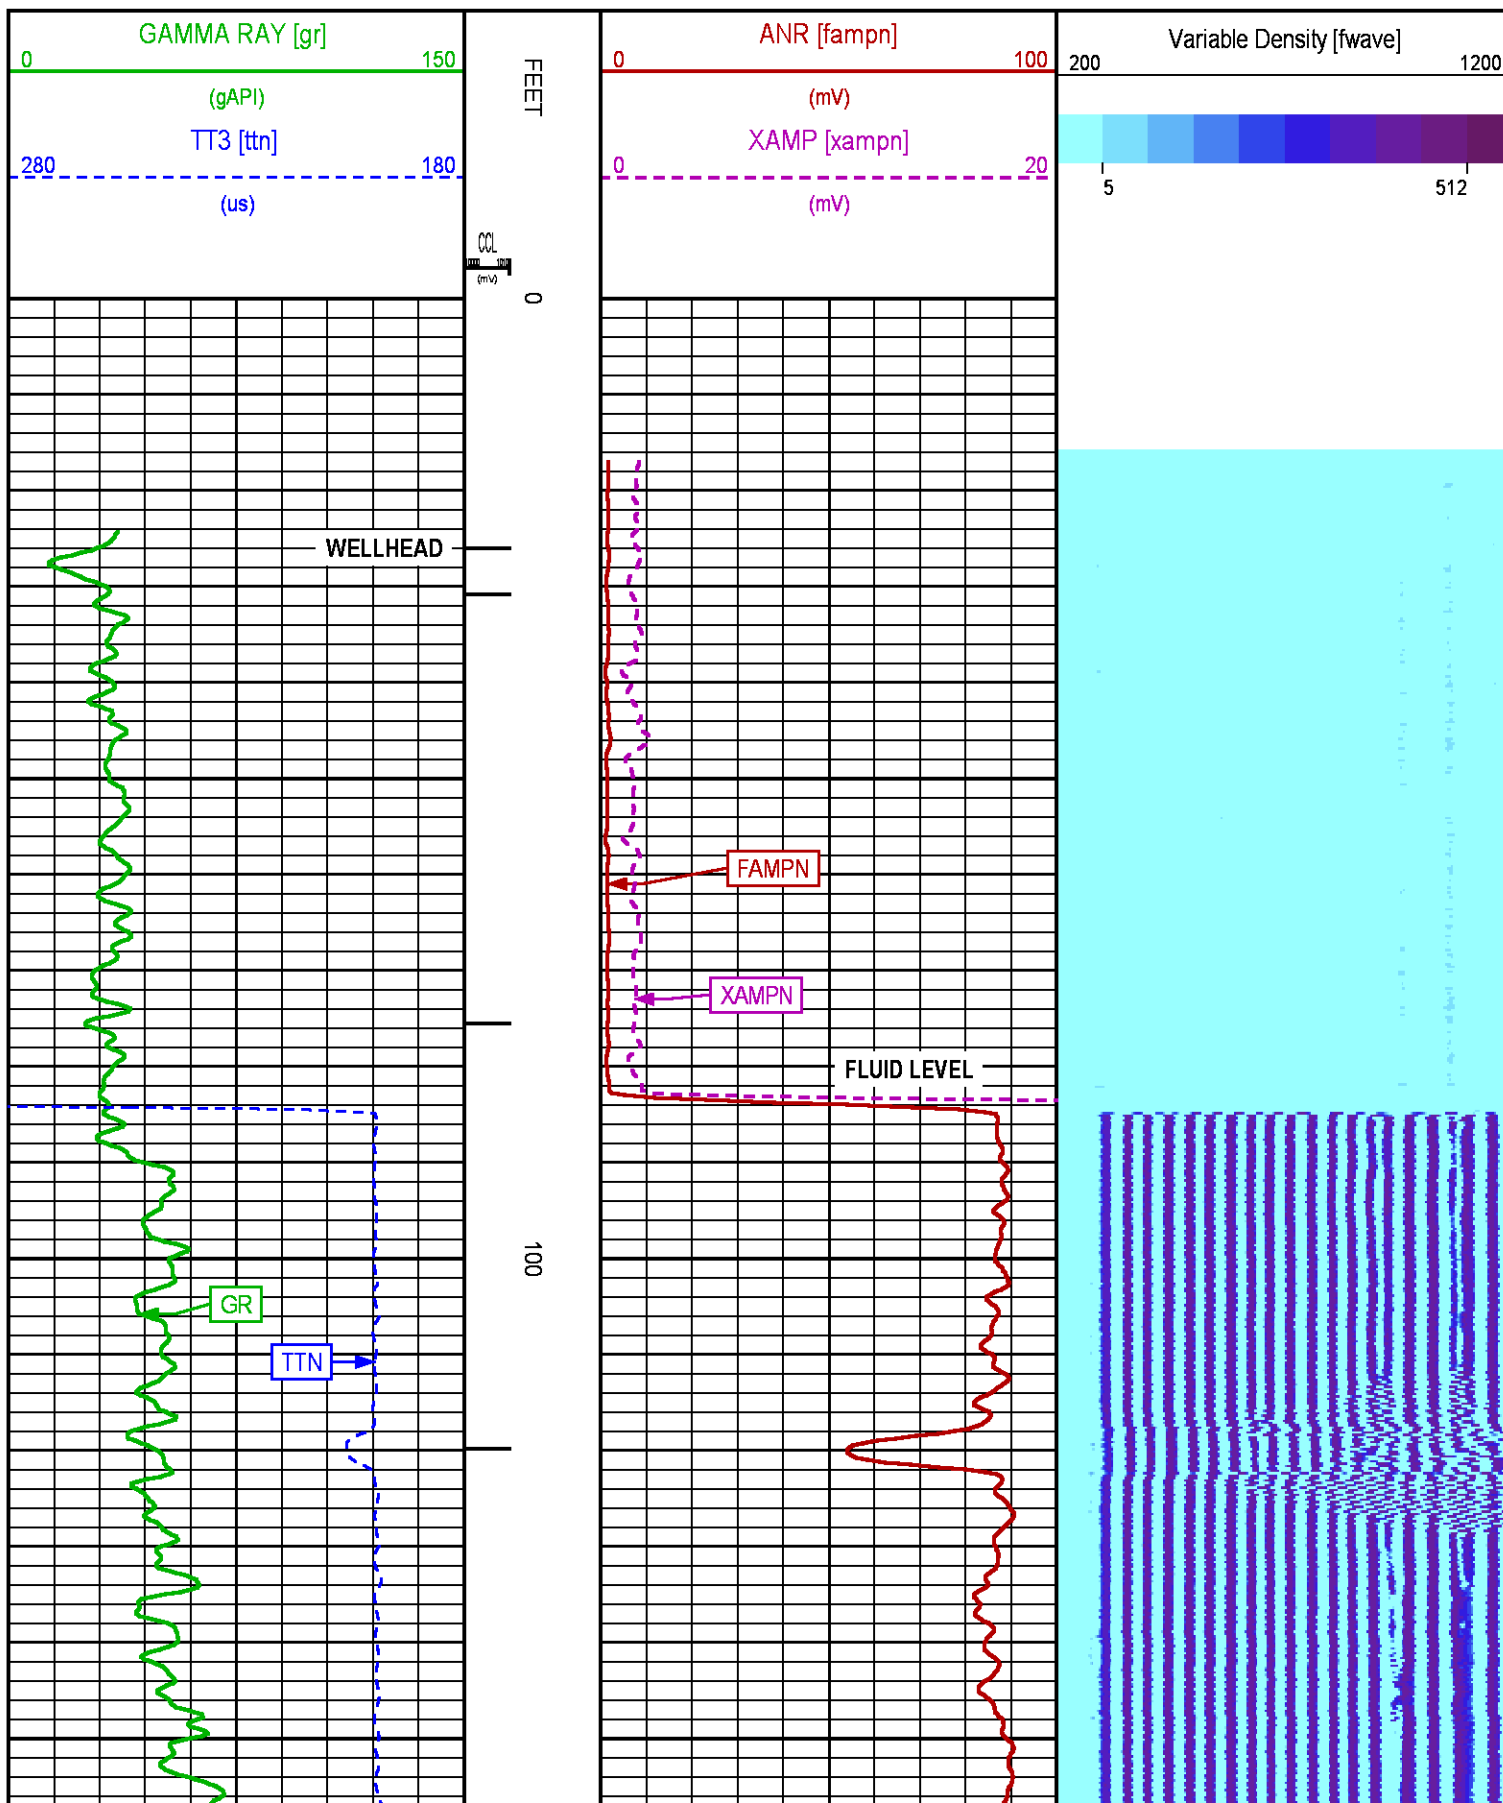 GAMMA RAY [gr]
0 150
(gAPI)
TT3 [ttn]
280 180
(us)
CCL
(mV)
FEET
ANR [fampn]
0 100
(mV)
XAMP [xampn]
0 20
(mV)
Variable Density [fwave]
200 1200
5 512
0
WELLHEAD
FAMPN
XAMPN
FLUID LEVEL
100
GR
TTN